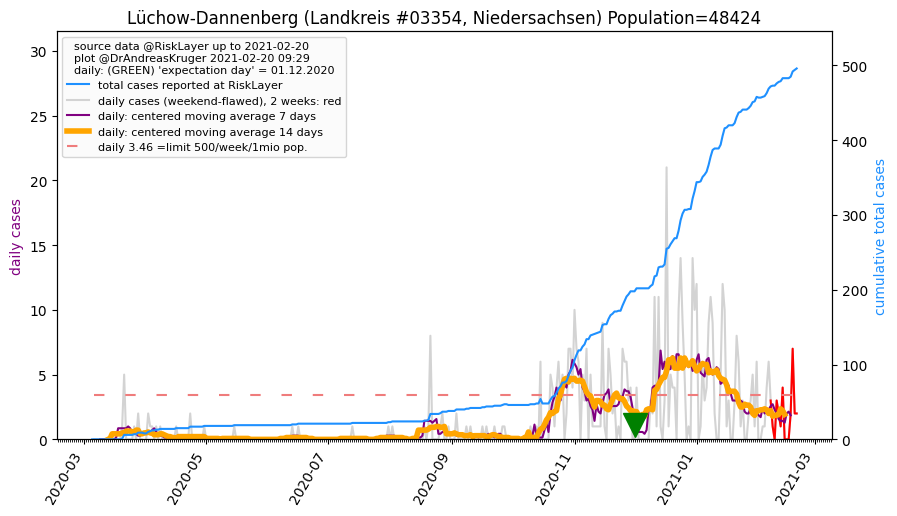 Lüchow-Dannenberg (Landkreis #03354, Niedersachsen) Population=48424
source data @RiskLayer up to 2021-02-20
plot @DrAndreasKruger 2021-02-20 09:29
daily: (GREEN) 'expectation day' = 01.12.2020
total cases reported at RiskLayer
daily cases (weekend-flawed), 2 weeks: red
daily: centered moving average 7 days
daily: centered moving average 14 days
daily 3.46 =limit 500/week/1mio pop.
daily cases
30
25
20
15
10
5
0
cumulative total cases
500
400
300
200
100
0
2020-03
2020-05
2020-07
2020-09
2020-11
2021-01
2021-03